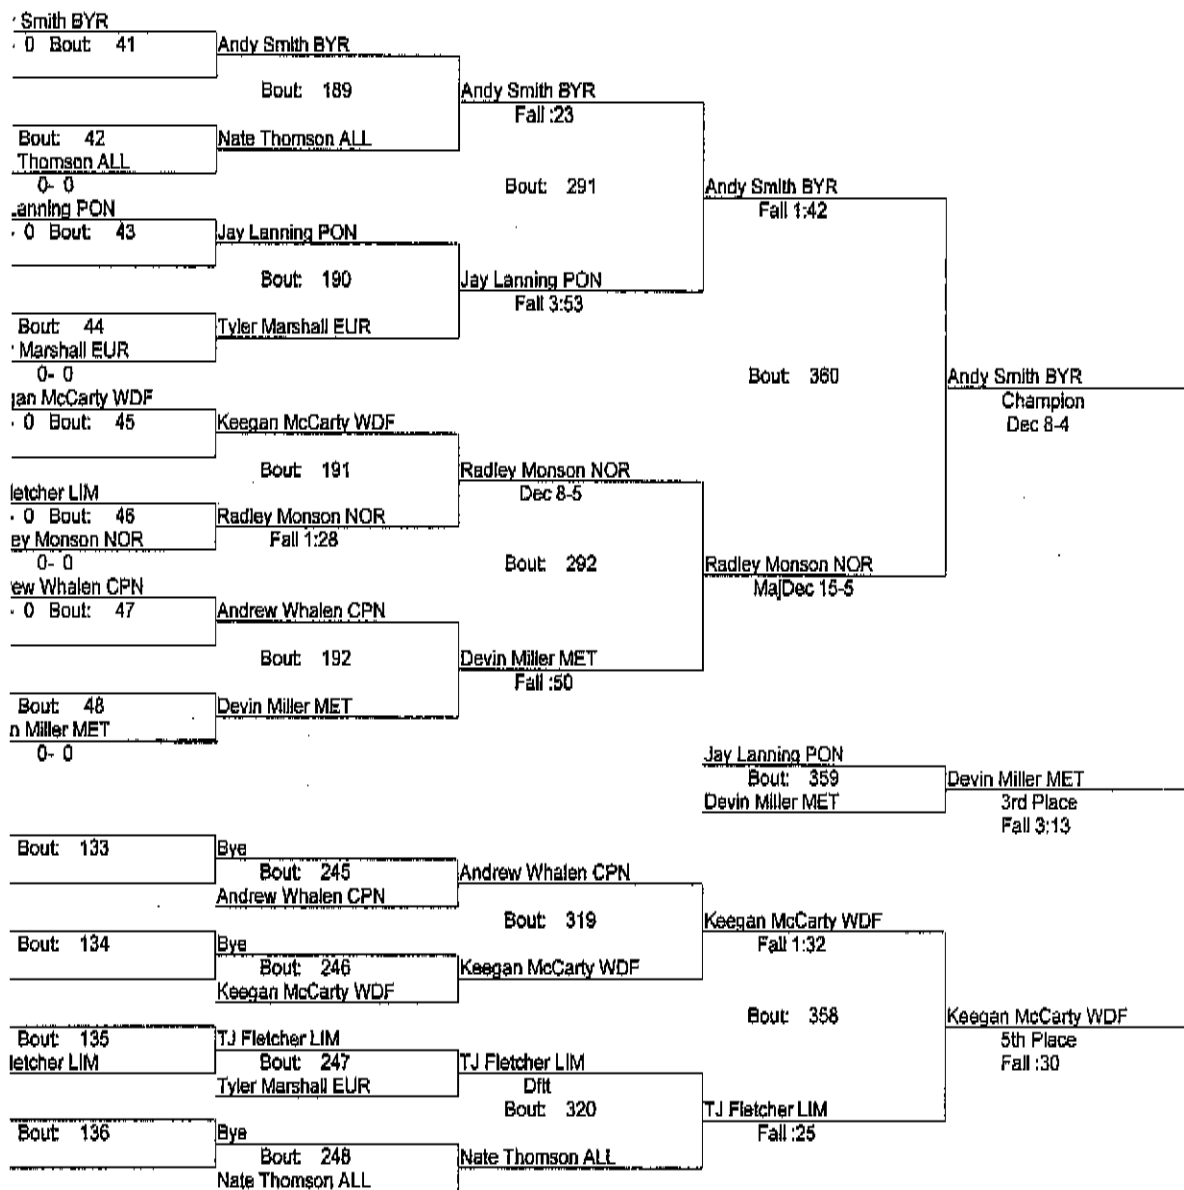 Smith BYR
- 0 Bout: 41
Andy Smith BYR
Bout: 189
Andy Smith BYR
Fall :23
Bout: 42
Nate Thomson ALL
Thomson ALL
0- 0
Bout: 291
Andy Smith BYR
Fall 1:42
anning PON
- 0 Bout: 43
Jay Lanning PON
Bout: 190
Jay Lanning PON
Fall 3:53
Bout: 44
Tyler Marshall EUR
Marshall EUR
0- 0
Bout: 360
Andy Smith BYR
Champion
Dec 8-4
gan McCarty WDF
- 0 Bout: 45
Keegan McCarty WDF
Bout: 191
Radley Monson NOR
Dec 8-5
letcher LIM
- 0 Bout: 46
Radley Monson NOR
Fall 1:28
ey Monson NOR
0- 0
Bout: 292
Radley Monson NOR
MajDec 15-5
ew Whalen CPN
- 0 Bout: 47
Andrew Whalen CPN
Bout: 192
Devin Miller MET
Fall :50
Bout: 48
Devin Miller MET
n Miller MET
0- 0
Jay Lanning PON
Bout: 359
Devin Miller MET
Devin Miller MET
3rd Place
Fall 3:13
Bout: 133
Bye
Bout: 245
Andrew Whalen CPN
Andrew Whalen CPN
Bout: 319
Keegan McCarty WDF
Fall 1:32
Bout: 134
Bye
Bout: 246
Keegan McCarty WDF
Keegan McCarty WDF
Bout: 358
Keegan McCarty WDF
5th Place
Fall :30
Bout: 135
TJ Fletcher LIM
letcher LIM
Bout: 247
TJ Fletcher LIM
Tyler Marshall EUR
Dflt
Bout: 320
TJ Fletcher LIM
Fall :25
Bout: 136
Bye
Bout: 248
Nate Thomson ALL
Nate Thomson ALL